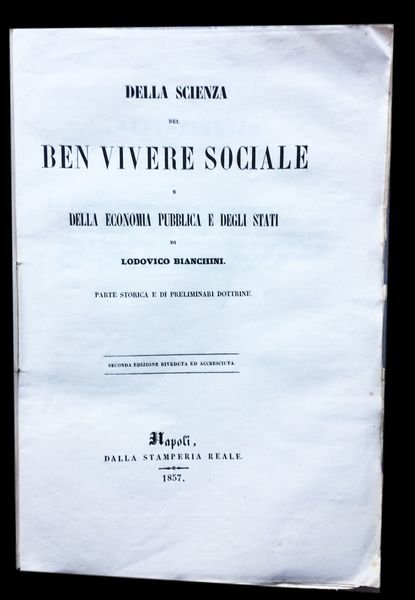 DELLA SCIENZA
DEL
BEN VIVERE SOCIALE
E
DELLA ECONOMIA PUBBLICA E DEGLI STATI
DI
LODOVICO BIANCHINI.
PARTE STORICA E DI PRELIMINARI DOTTRINE.
SECONDA EDIZIONE RIVEDUTA ED ACCRESCIUTA.
Napoli,
DALLA STAMPERIA REALE.
1857.